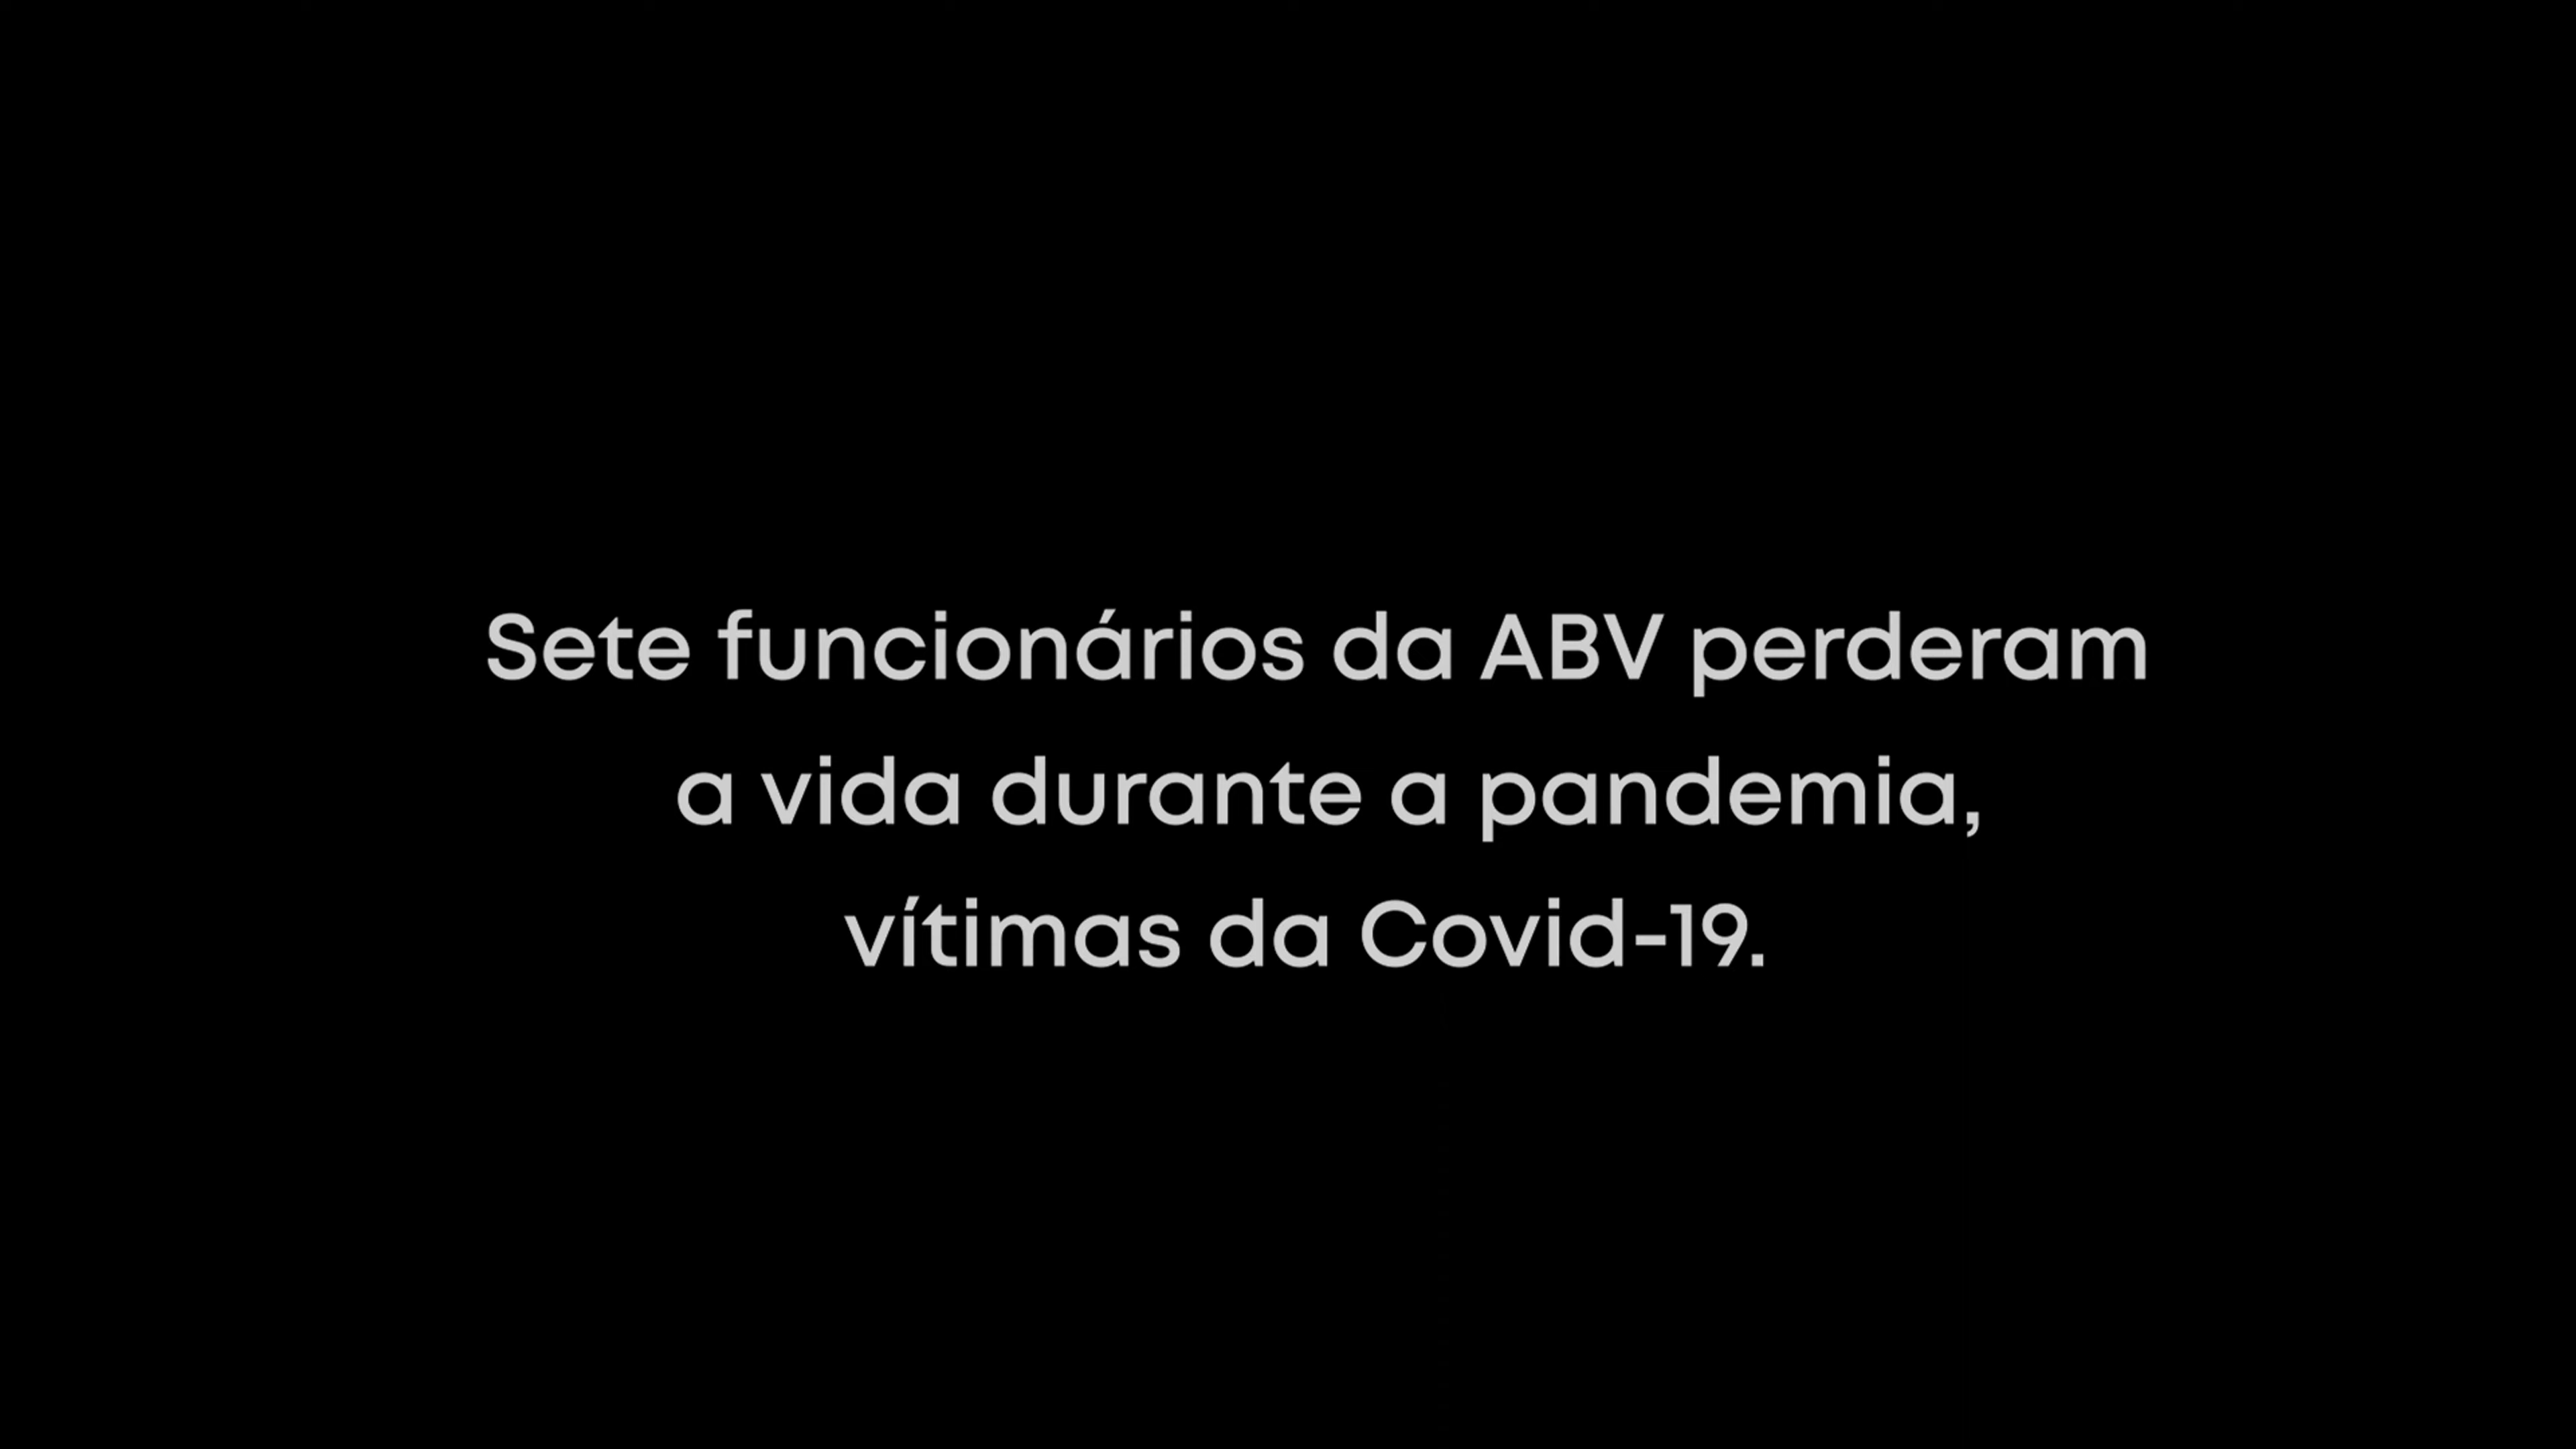 Sete funcionários da ABV perderam
a vida durante a pandemia,
vítimas da Covid-19.